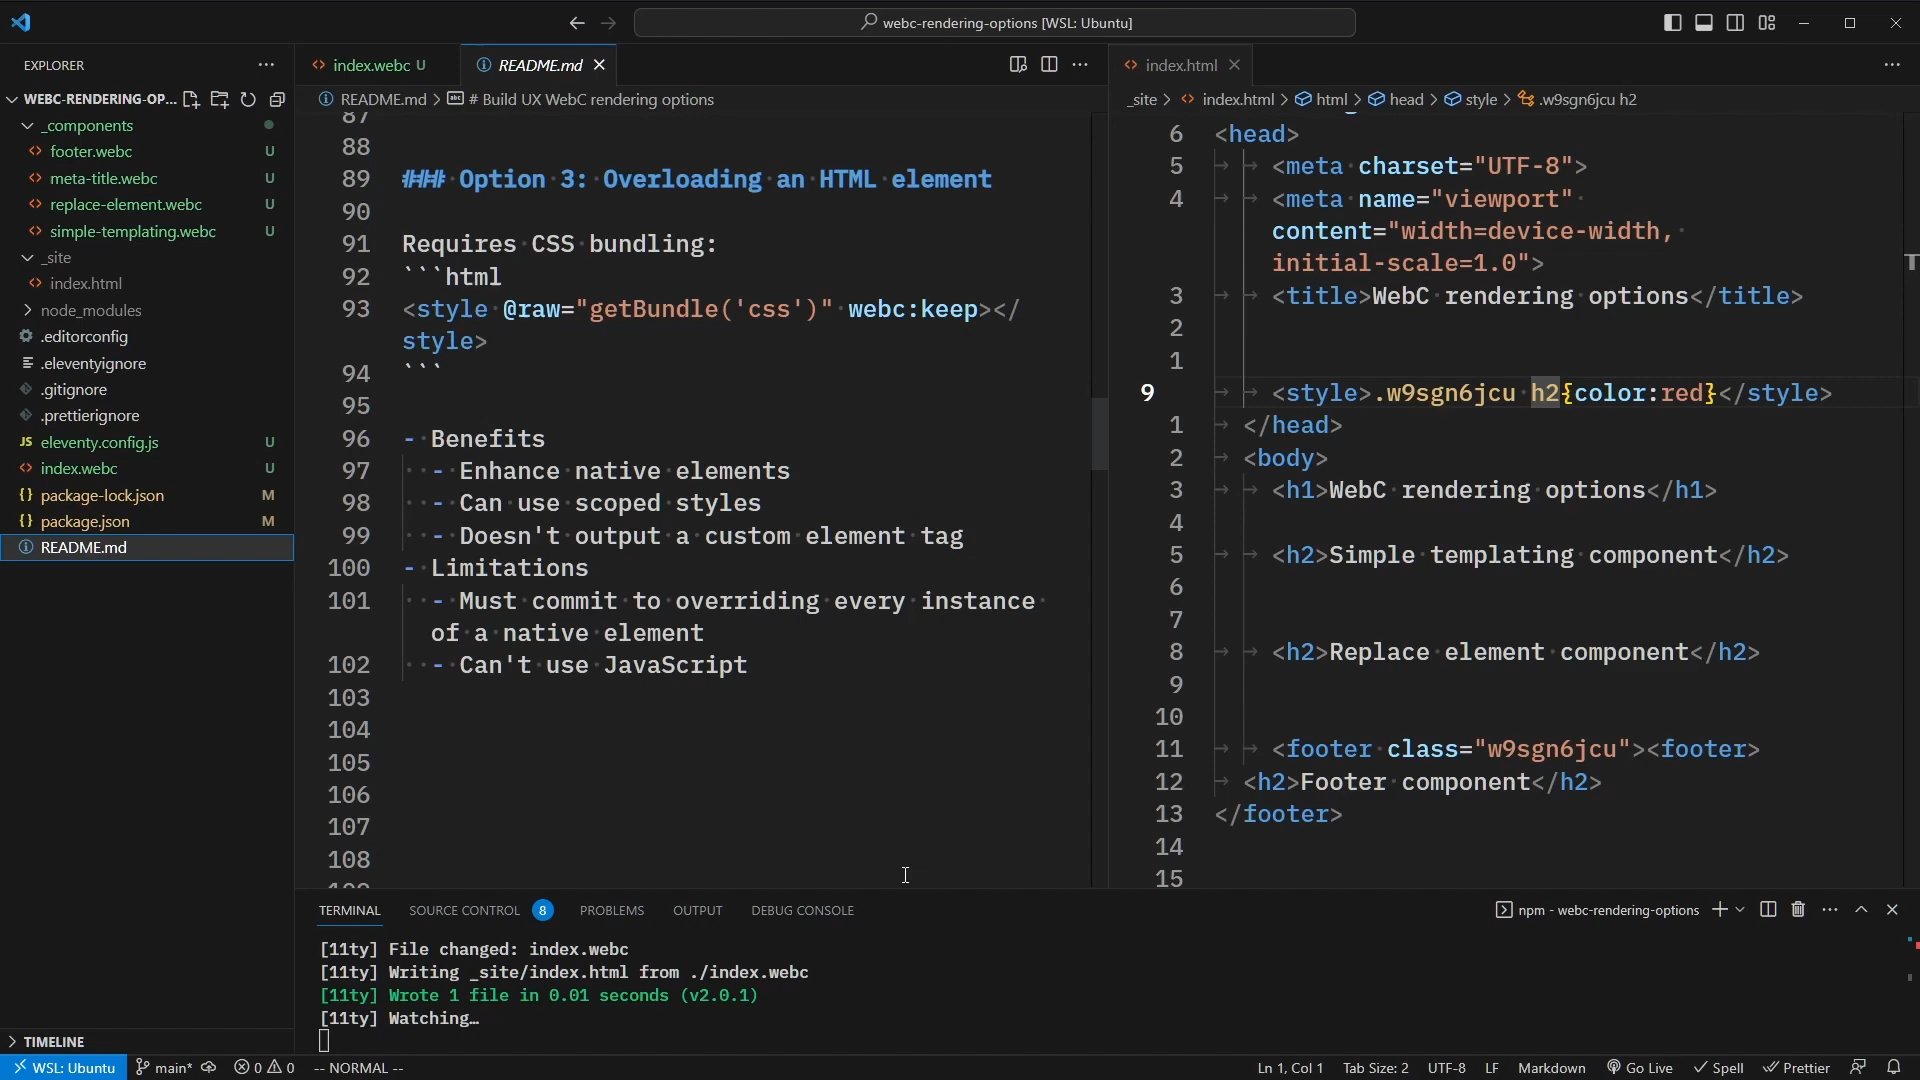 webc-rendering-options [WSL: Ubuntu]
EXPLORER
WEBC-RENDERING-OP...
_components
footer.webc U
meta-title.webc U
replace-element.webc U
simple-templating.webc U
_site
index.html
node_modules
.editorconfig
.eleventyignore
.gitignore
.prettierignore
JS eleventy.config.js U
index.webc U
{} package-lock.json M
{} package.json M
README.md
TIMELINE
index.webc U
README.md
README.md > # Build UX WebC rendering options
87
88
89 ### Option 3: Overloading an HTML element
90
91 Requires CSS bundling:
92 ```html
93 <style @raw="getBundle('css')" webc:keep></
style>
94 ```
95
96 - Benefits
97 - Enhance native elements
98 - Can use scoped styles
99 - Doesn't output a custom element tag
100 - Limitations
101 - Must commit to overriding every instance
of a native element
102 - Can't use JavaScript
103
104
105
106
107
108
index.html
_site > index.html > html > head > style > .w9sgn6jcu h2
6 <head>
5 <meta charset="UTF-8">
4 <meta name="viewport"
content="width=device-width,
initial-scale=1.0">
3 <title>WebC rendering options</title>
2
1
9 <style>.w9sgn6jcu h2{color:red}</style>
1 </head>
2 <body>
3 <h1>WebC rendering options</h1>
4
5 <h2>Simple templating component</h2>
6
7
8 <h2>Replace element component</h2>
9
10
11 <footer class="w9sgn6jcu"><footer>
12 <h2>Footer component</h2>
13 </footer>
14
15
TERMINAL SOURCE CONTROL 8 PROBLEMS OUTPUT DEBUG CONSOLE
npm - webc-rendering-options
[11ty] File changed: index.webc
[11ty] Writing _site/index.html from ./index.webc
[11ty] Wrote 1 file in 0.01 seconds (v2.0.1)
[11ty] Watching…
WSL: Ubuntu main* 0 0 -- NORMAL -- Ln 1, Col 1 Tab Size: 2 UTF-8 LF Markdown Go Live Spell Prettier